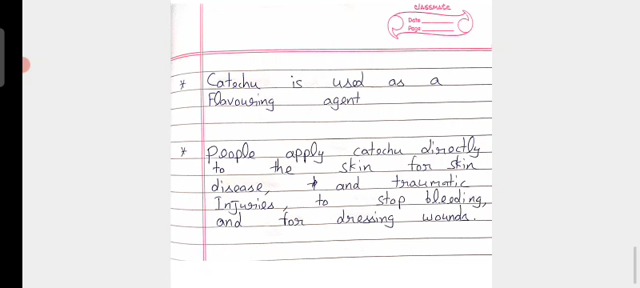 CLASSMATE
Date
Page
* Catechu is used as a
Flavouring agent
* People apply catechu directly
to the skin for skin
disease, and traumatic
Injuries, to stop bleeding,
and for dressing wounds.